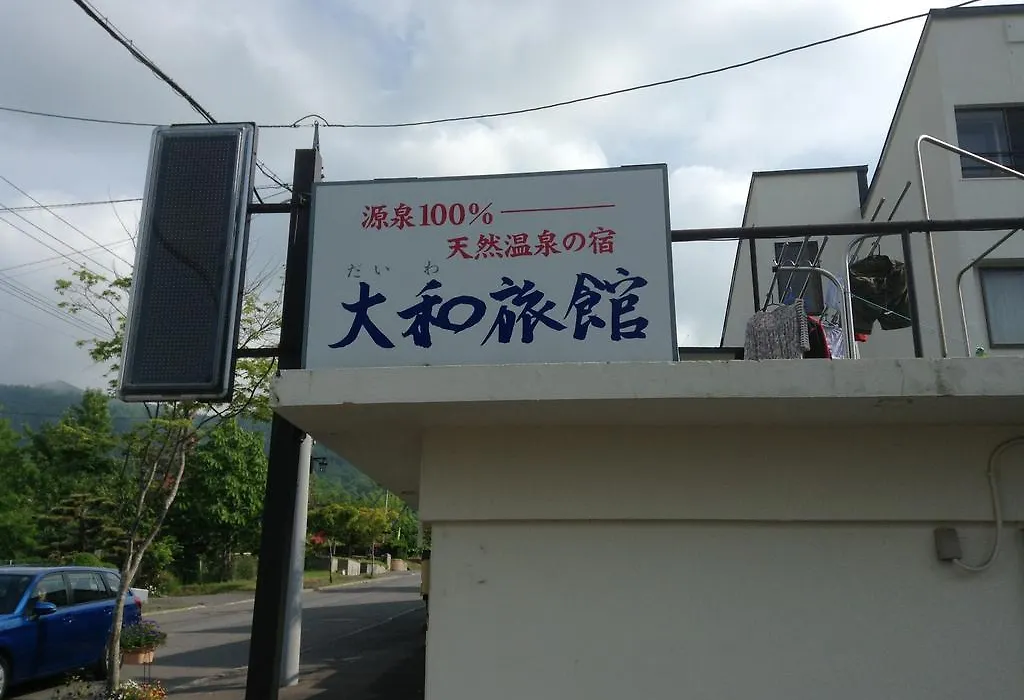 源泉100%―――
天然温泉の宿
だいわ
大和旅館